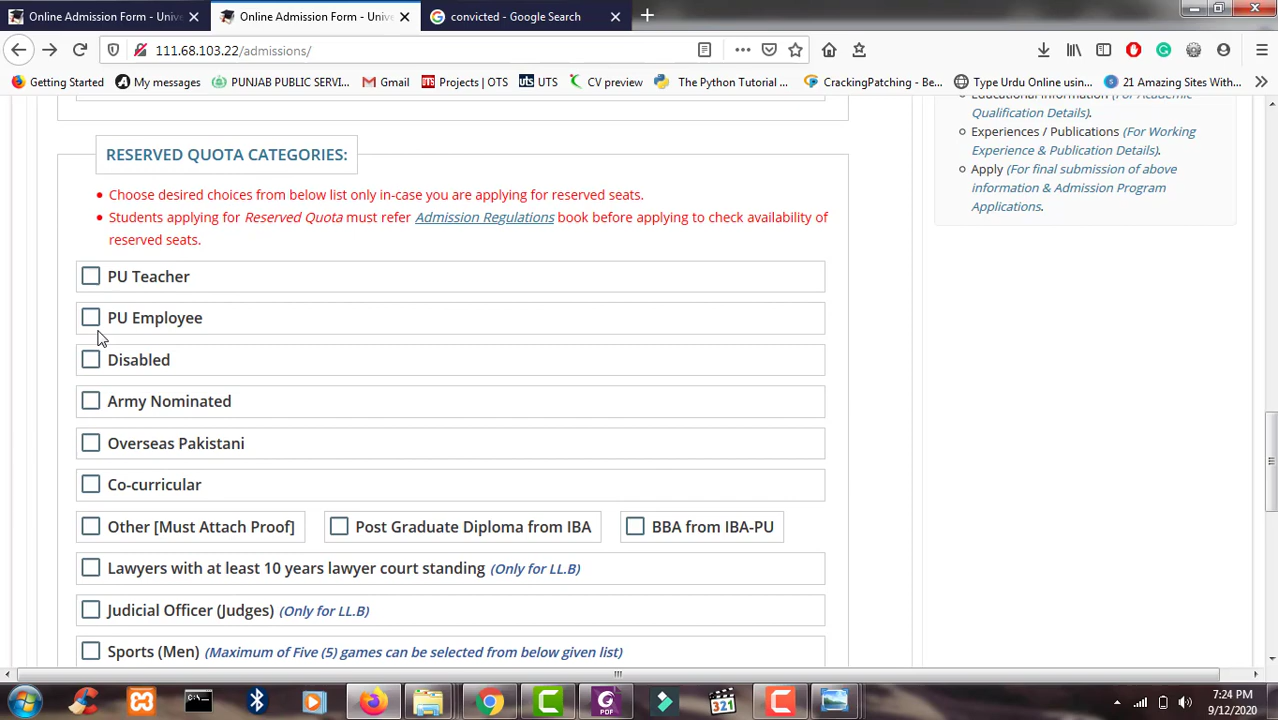 Online Admission Form - Unive
Online Admission Form - Unive
convicted - Google Search
111.68.103.22/admissions/
Getting Started
My messages
PUNJAB PUBLIC SERVI...
Gmail
Projects | OTS
UTS
CV preview
The Python Tutorial ...
CrackingPatching - Be...
Type Urdu Online usin...
21 Amazing Sites With...
RESERVED QUOTA CATEGORIES:
Choose desired choices from below list only in-case you are applying for reserved seats.
Students applying for Reserved Quota must refer Admission Regulations book before applying to check availability of
reserved seats.
PU Teacher
PU Employee
Disabled
Army Nominated
Overseas Pakistani
Co-curricular
Other [Must Attach Proof]
Post Graduate Diploma from IBA
BBA from IBA-PU
Lawyers with at least 10 years lawyer court standing (Only for LL.B)
Judicial Officer (Judges) (Only for LL.B)
Sports (Men) (Maximum of Five (5) games can be selected from below given list)
Educational Information (For Academic
Qualification Details).
Experiences / Publications (For Working
Experience & Publication Details).
Apply (For final submission of above
information & Admission Program
Applications.
PDF
321
7:24 PM
9/12/2020